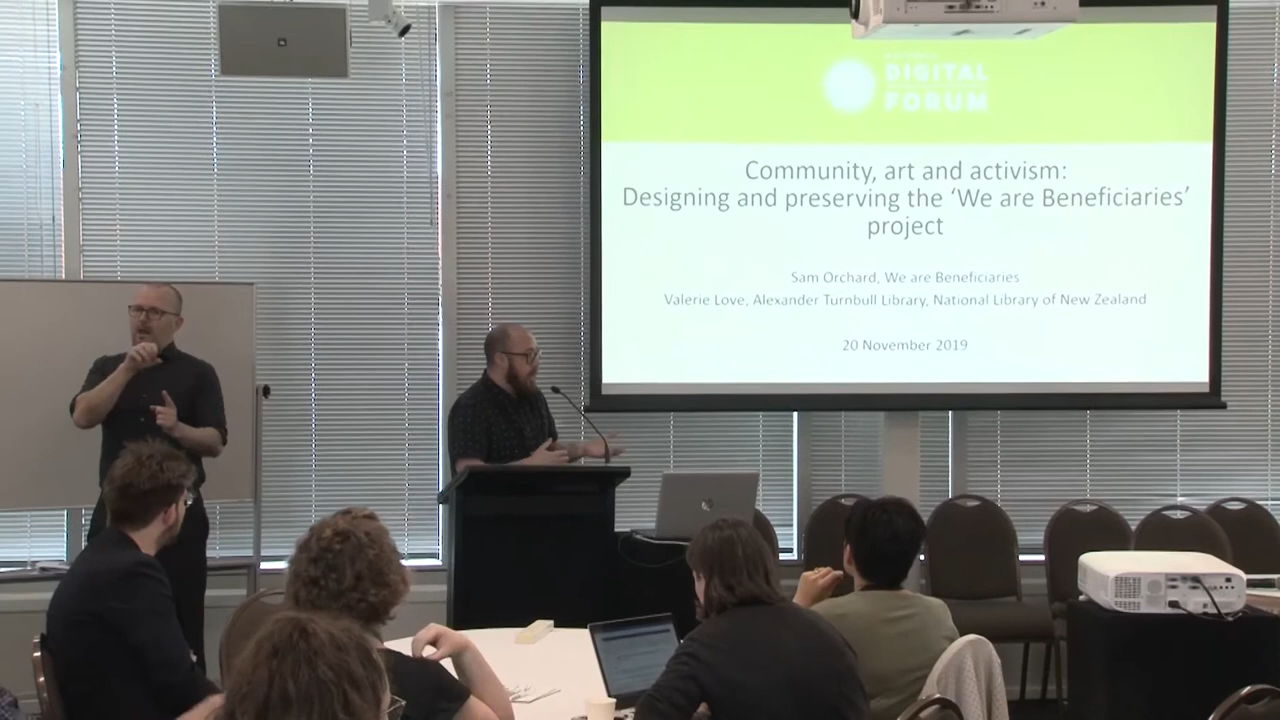 DIGITAL
FORUM
Community, art and activism:
Designing and preserving the ‘We are Beneficiaries’
project
Sam Orchard, We are Beneficiaries
Valerie Love, Alexander Turnbull Library, National Library of New Zealand
20 November 2019